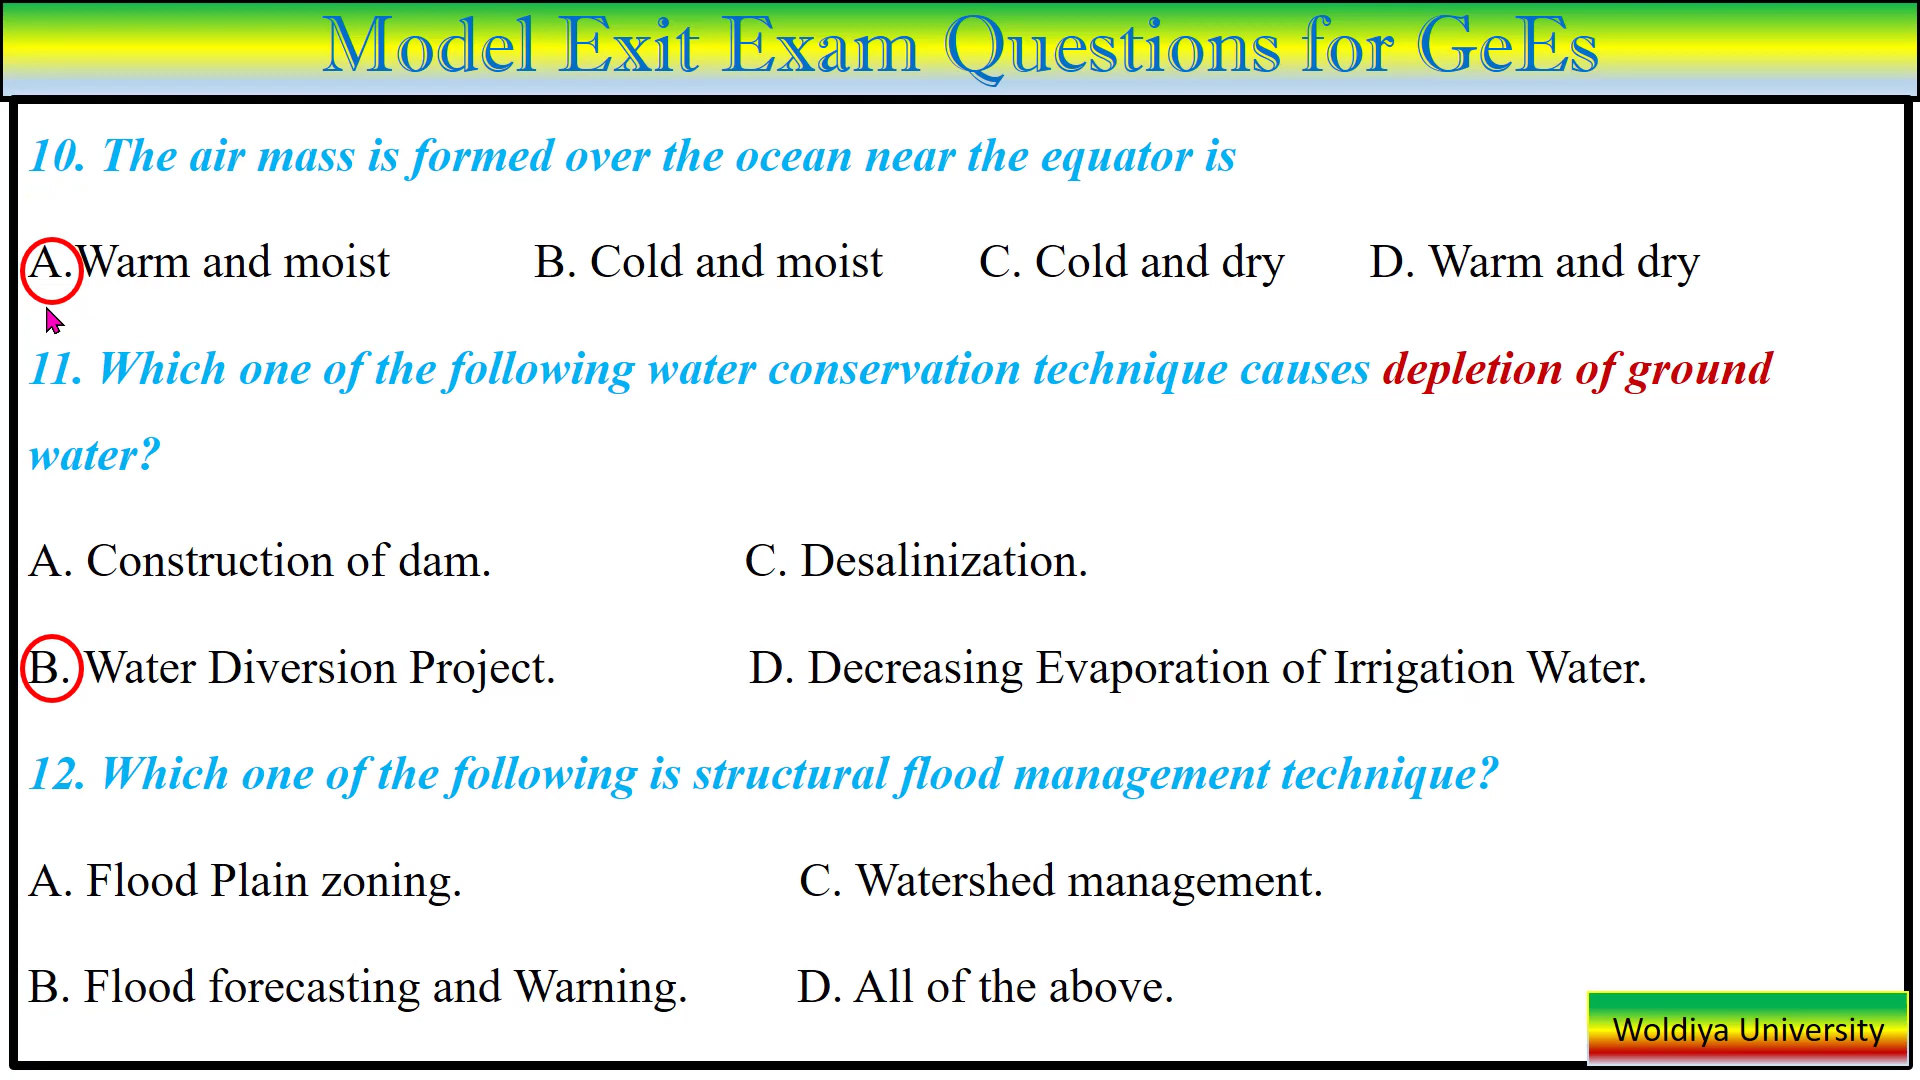 Model Exit Exam Questions for GeEs
10. The air mass is formed over the ocean near the equator is
A. Warm and moist B. Cold and moist C. Cold and dry D. Warm and dry
11. Which one of the following water conservation technique causes depletion of ground
water?
A. Construction of dam. C. Desalinization.
B. Water Diversion Project. D. Decreasing Evaporation of Irrigation Water.
12. Which one of the following is structural flood management technique?
A. Flood Plain zoning. C. Watershed management.
B. Flood forecasting and Warning. D. All of the above.
Woldiya University